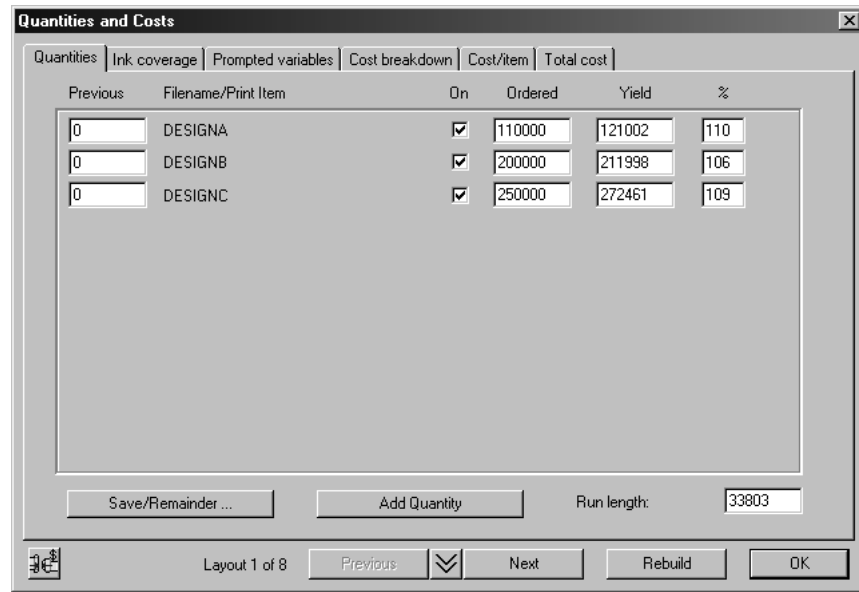 Quantities and Costs
Quantities Ink coverage Prompted variables Cost breakdown Cost/item Total cost
Previous Filename/Print Item On Ordered Yield %
0 DESIGNA 110000 121002 110
0 DESIGNB 200000 211998 106
0 DESIGNC 250000 272461 109
Save/Remainder ... Add Quantity Run length: 33803
Layout 1 of 8 Previous Next Rebuild OK